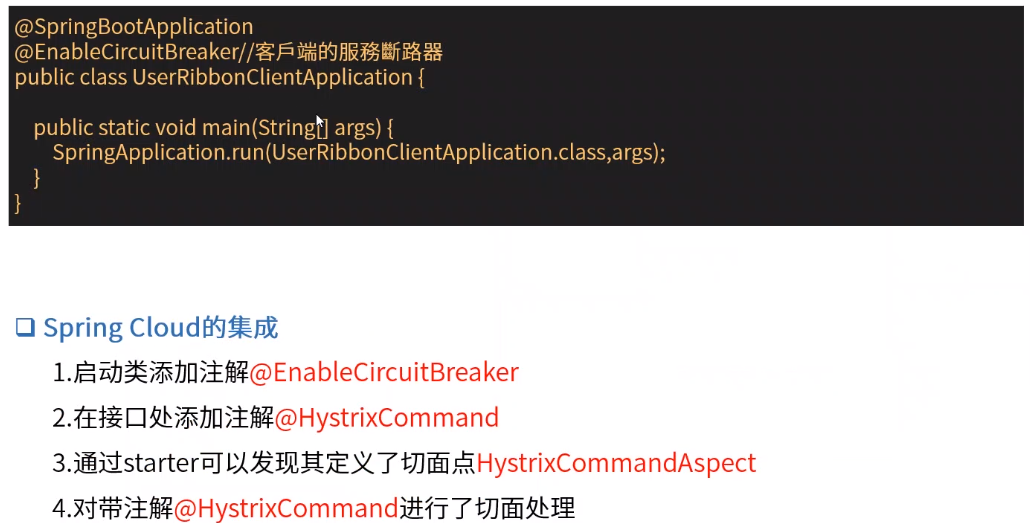 @SpringBootApplication
@EnableCircuitBreaker//客戶端的服務斷路器
public class UserRibbonClientApplication {
public static void main(String[] args) {
SpringApplication.run(UserRibbonClientApplication.class,args);
}
}
Spring Cloud的集成
1.启动类添加注解@EnableCircuitBreaker
2.在接口处添加注解@HystrixCommand
3.通过starter可以发现其定义了切面点HystrixCommandAspect
4.对带注解@HystrixCommand进行了切面处理